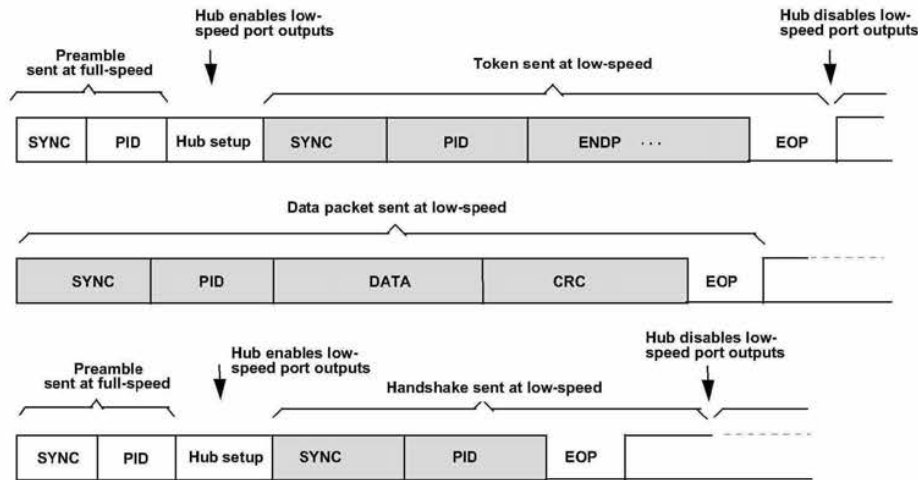 Hub enables low-
speed port outputs
Hub disables low-
speed port outputs
Preamble
sent at full-speed
Token sent at low-speed
SYNC PID Hub setup SYNC PID ENDP ... EOP
Data packet sent at low-speed
SYNC PID DATA CRC EOP
Hub disables low-
speed port outputs
Preamble
sent at full-speed
Hub enables low-
speed port outputs
Handshake sent at low-speed
SYNC PID Hub setup SYNC PID EOP